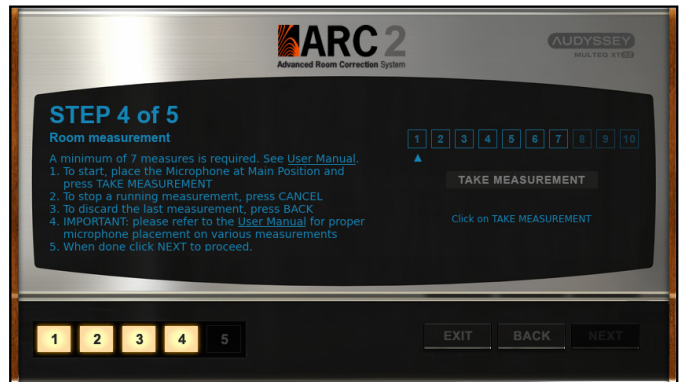 ARC 2
Advanced Room Correction System
AUDYSSEY
MULTEQ XT32
STEP 4 of 5
Room measurement
A minimum of 7 measures is required. See User Manual.
1. To start, place the Microphone at Main Position and
press TAKE MEASUREMENT
2. To stop a running measurement, press CANCEL
3. To discard the last measurement, press BACK
4. IMPORTANT: please refer to the User Manual for proper
microphone placement on various measurements
5. When done click NEXT to proceed.
1 2 3 4 5 6 7 8 9 10
TAKE MEASUREMENT
Click on TAKE MEASUREMENT
1 2 3 4 5
EXIT BACK NEXT